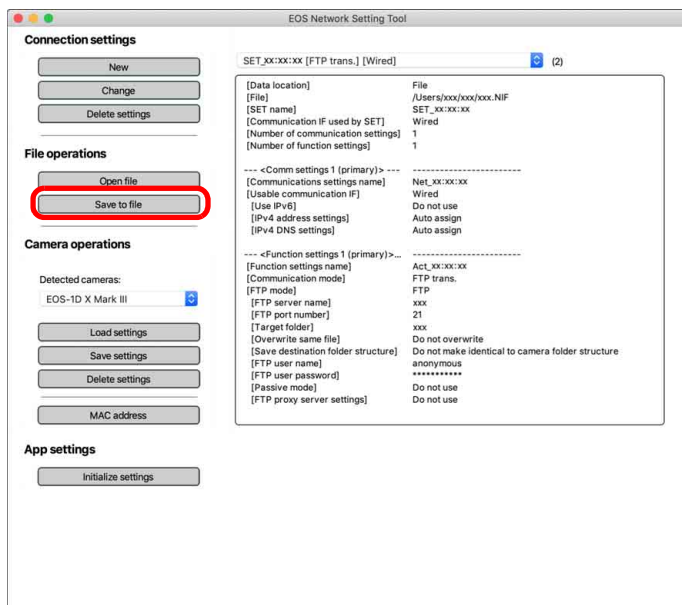 EOS Network Setting Tool
Connection settings
New
Change
Delete settings
File operations
Open file
Save to file
Camera operations
Detected cameras:
EOS-1D X Mark III
Load settings
Save settings
Delete settings
MAC address
App settings
Initialize settings
SET_xx:xx:xx [FTP trans.] [Wired] (2)
[Data location] File
[File] /Users/xxx/xxx/xxx.NIF
[SET name] SET_xx:xx:xx
[Communication IF used by SET] Wired
[Number of communication settings] 1
[Number of function settings] 1
--- <Comm settings 1 (primary)> --- ------------------------
[Communications settings name] Net_xx:xx:xx
[Usable communication IF] Wired
[Use IPv6] Do not use
[IPv4 address settings] Auto assign
[IPv4 DNS settings] Auto assign
--- <Function settings 1 (primary)>... ------------------------
[Function settings name] Act_xx:xx:xx
[Communication mode] FTP trans.
[FTP mode] FTP
[FTP server name] xxx
[FTP port number] 21
[Target folder] xxx
[Overwrite same file] Do not overwrite
[Save destination folder structure] Do not make identical to camera folder structure
[FTP user name] anonymous
[FTP user password] ***********
[Passive mode] Do not use
[FTP proxy server settings] Do not use